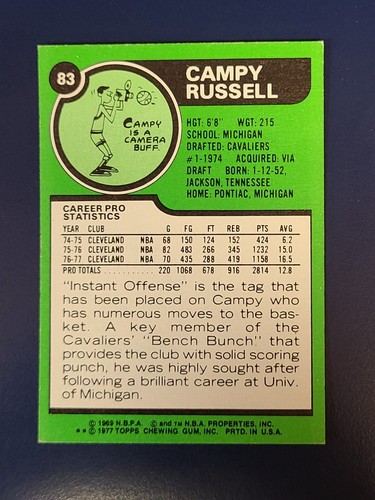 83
CAMPY
RUSSELL
CAMPY
IS A
CAMERA
BUFF.
HGT: 6'8" WGT: 215
SCHOOL: MICHIGAN
DRAFTED: CAVALIERS
#1-1974 ACQUIRED: VIA
DRAFT BORN: 1-12-52,
JACKSON, TENNESSEE
HOME: PONTIAC, MICHIGAN
CAREER PRO
STATISTICS
YEAR CLUB G FG FT REB PTS AVG
74-75 CLEVELAND NBA 68 150 124 152 424 6.2
75-76 CLEVELAND NBA 82 483 266 345 1232 15.0
76-77 CLEVELAND NBA 70 435 288 419 1158 16.5
PRO TOTALS . . . . . . . . . . . 220 1068 678 916 2814 12.8
"Instant Offense" is the tag that
has been placed on Campy who
has numerous moves to the bas-
ket. A key member of the
Cavaliers' "Bench Bunch" that
provides the club with solid scoring
punch, he was highly sought after
following a brilliant career at Univ.
of Michigan.
© 1969 N.B.P.A. © and TM N.B.A. PROPERTIES, INC.
**© 1977 TOPPS CHEWING GUM, INC. PRTD. IN U.S.A.